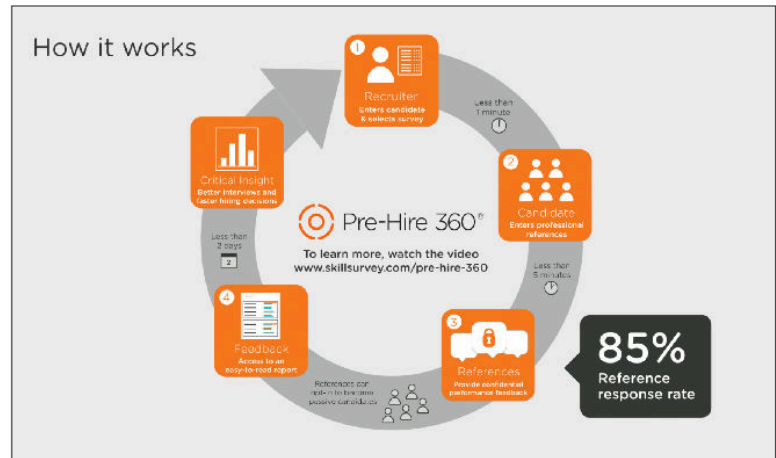 How it works
1
Recruiter
Enters candidate
& selects survey
Less than
1 minute
2
Candidate
Enters professional
references
Less than
5 minutes
3
References
Provide confidential
performance feedback
85%
Reference
response rate
References can
opt-in to become
passive candidates
4
Feedback
Access to an
easy-to-read report
Less than
2 days
2
Critical Insight
Better interviews and
faster hiring decisions
Pre-Hire 360®
To learn more, watch the video
www.skillsurvey.com/pre-hire-360